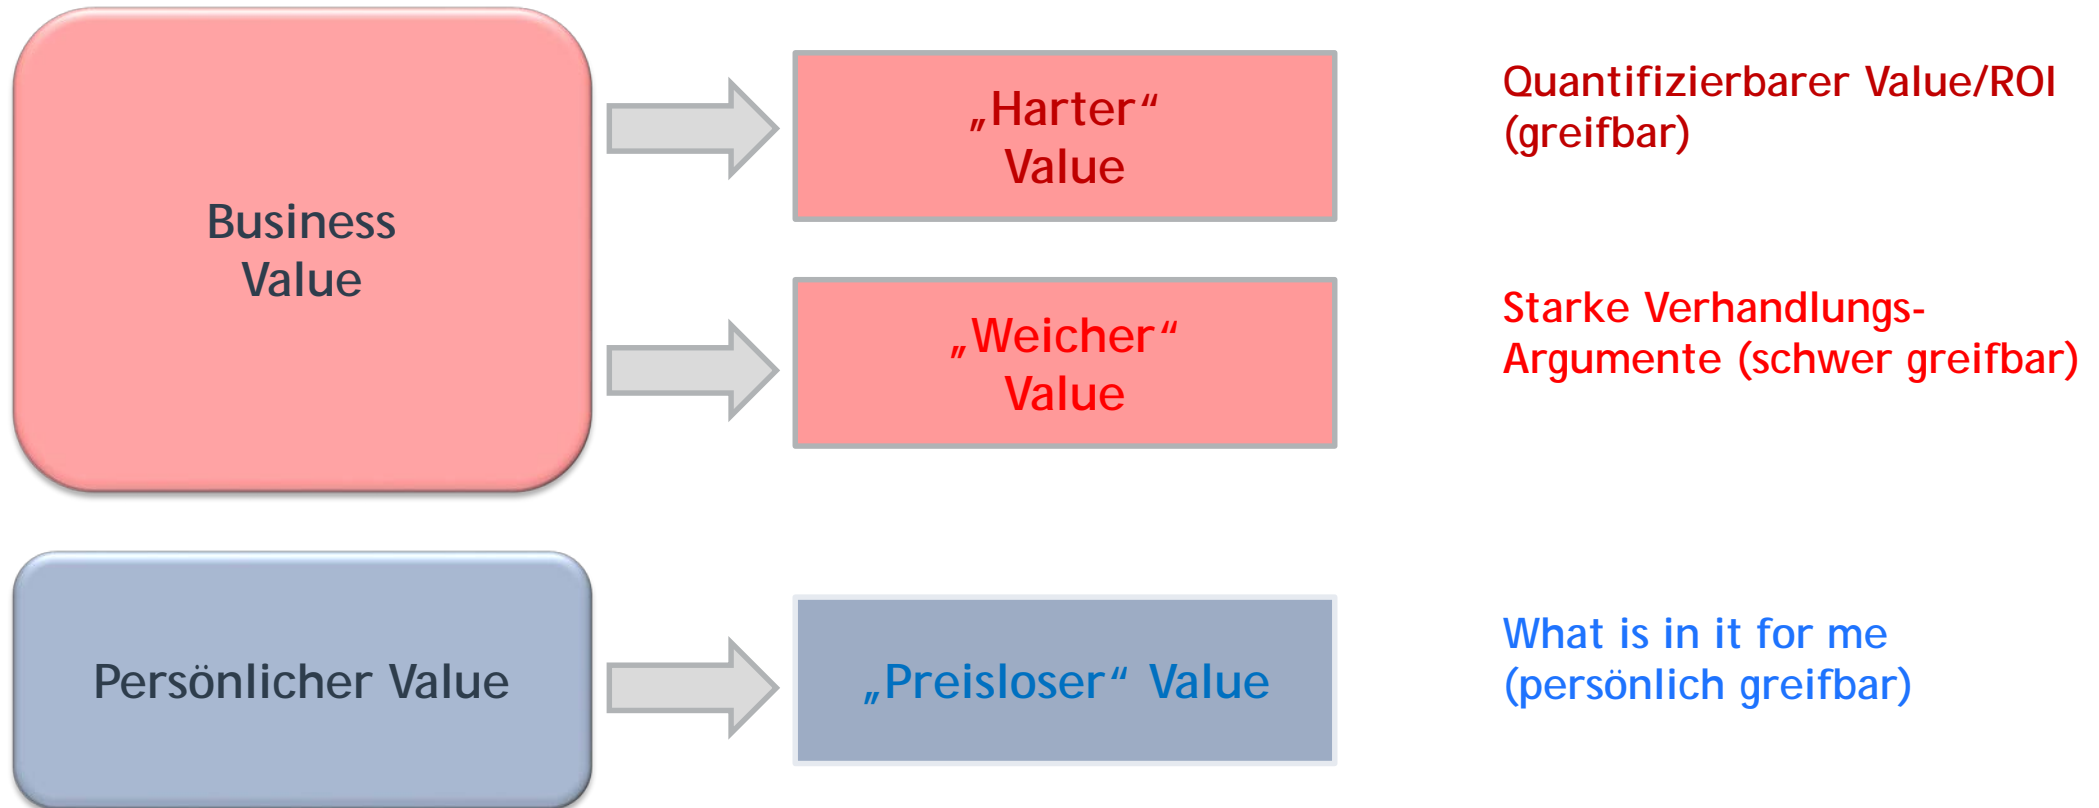 Business
Value
„Harter“
Value
Quantifizierbarer Value/ROI
(greifbar)
„Weicher“
Value
Starke Verhandlungs-
Argumente (schwer greifbar)
Persönlicher Value
„Preisloser“ Value
What is in it for me
(persönlich greifbar)